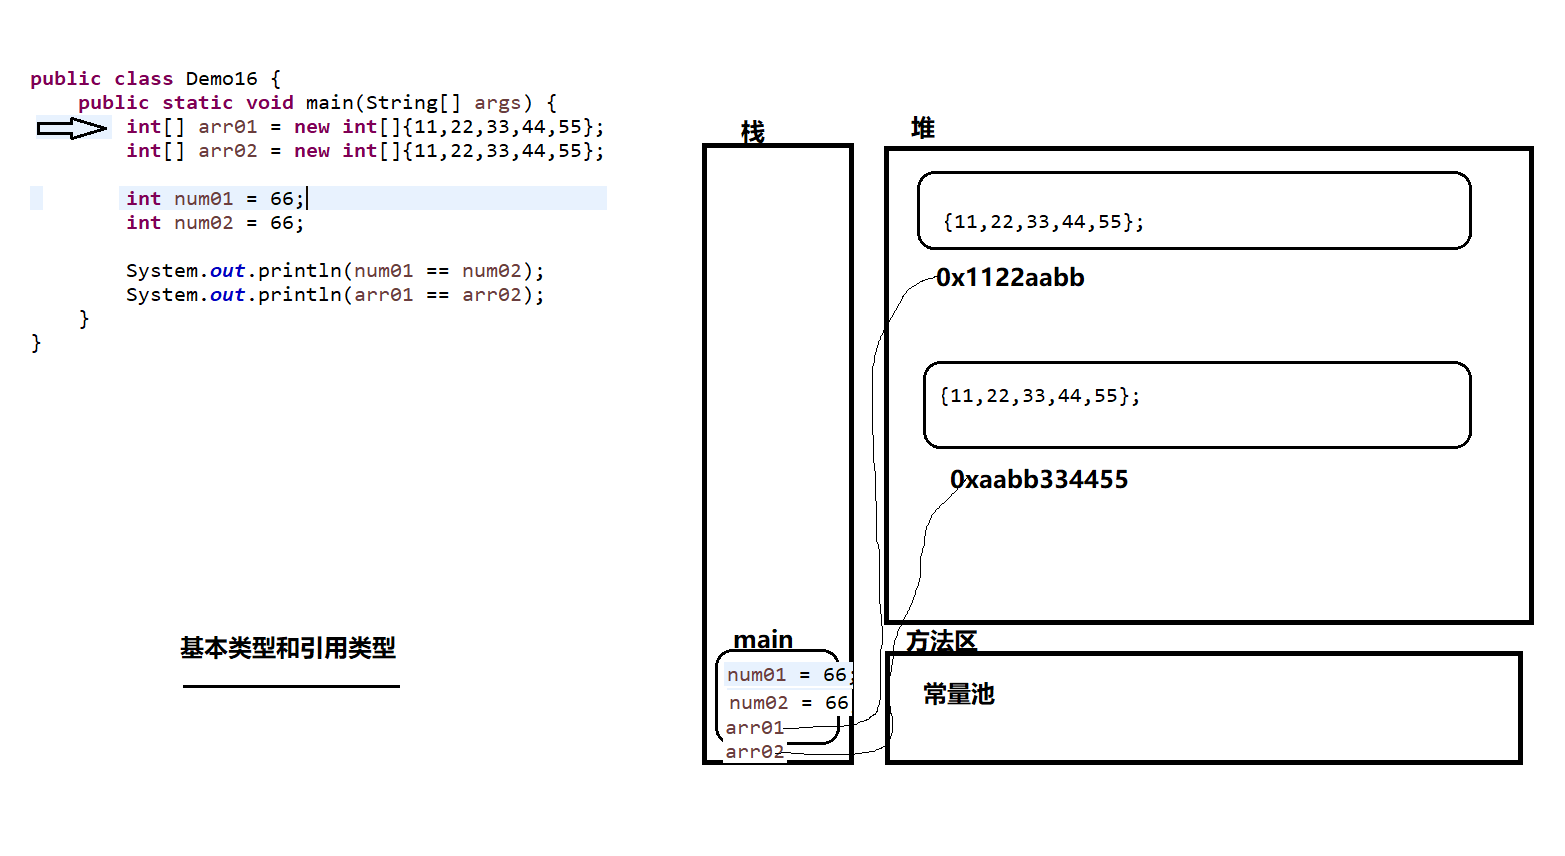 public class Demo16 {
public static void main(String[] args) {
int[] arr01 = new int[]{11,22,33,44,55};
int[] arr02 = new int[]{11,22,33,44,55};
int num01 = 66;
int num02 = 66;
System.out.println(num01 == num02);
System.out.println(arr01 == arr02);
}
}
基本类型和引用类型
栈
main
num01 = 66;
num02 = 66
arr01
arr02
堆
{11,22,33,44,55};
0x1122aabb
{11,22,33,44,55};
0xaabb334455
方法区
常量池